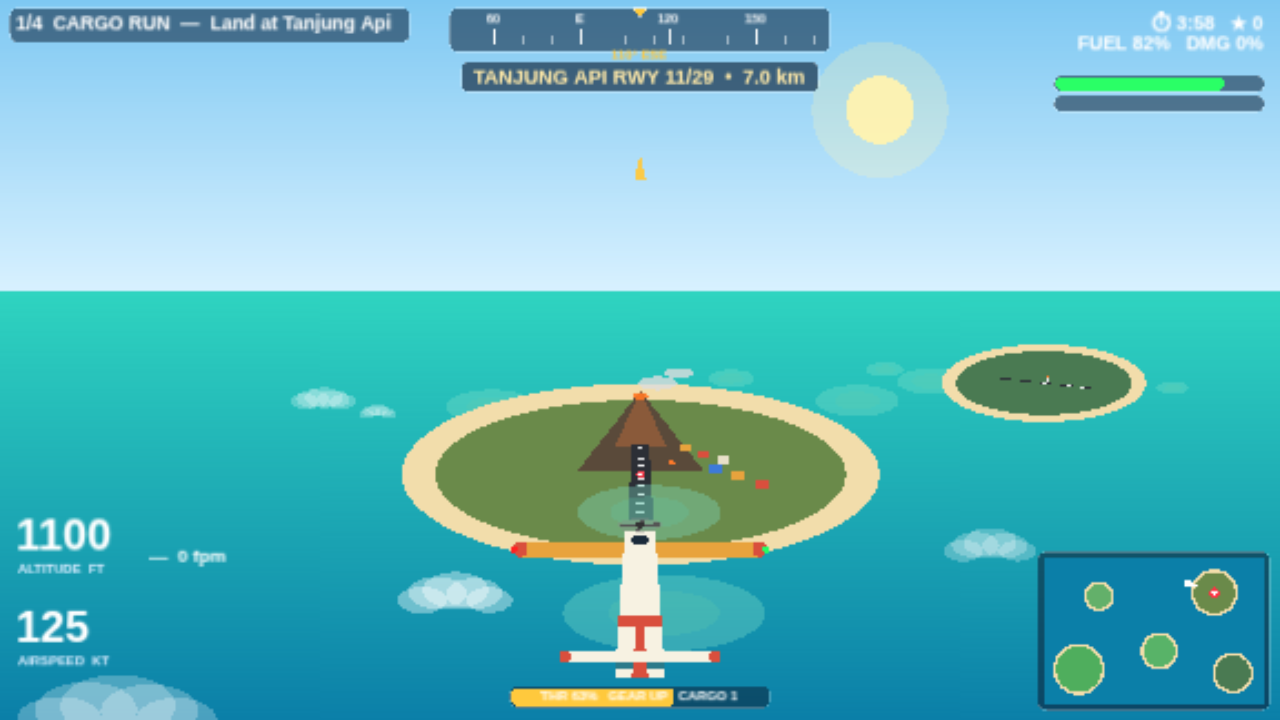 1/4 CARGO RUN — Land at Tanjung Api
60 E 120 150
TANJUNG API RWY 11/29 • 7.0 km
3:58 ★ 0
FUEL 82% DMG 0%
1100
ALTITUDE FT
— 0 fpm
125
AIRSPEED KT
THR 63% GEAR UP CARGO 1